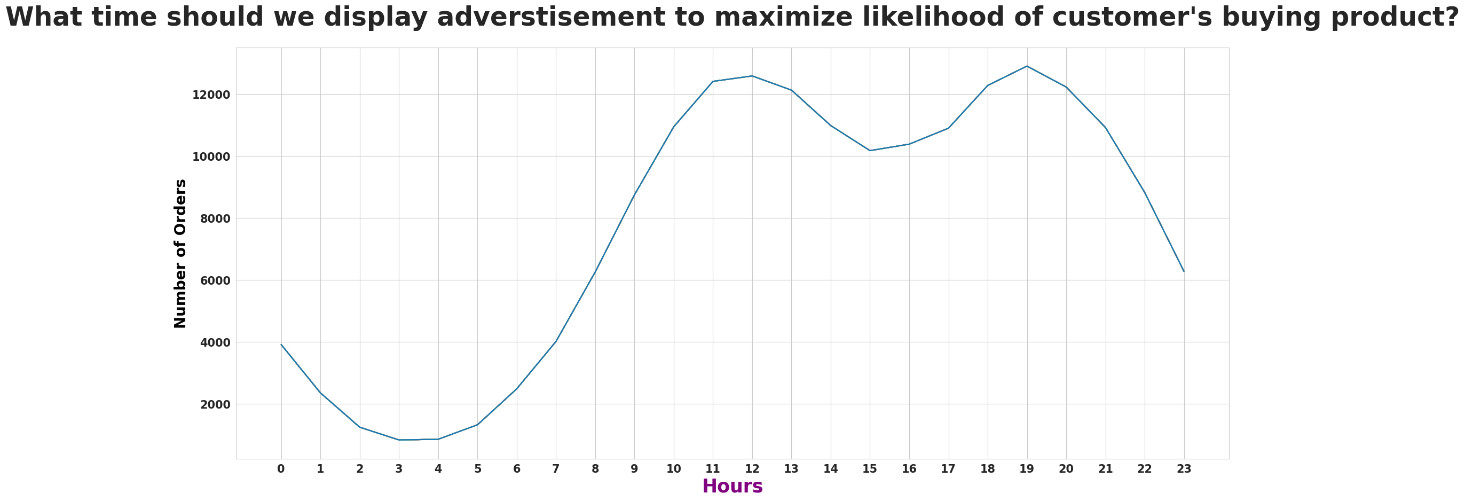 What time should we display adverstisement to maximize likelihood of customer's buying product?
12000
10000
8000
6000
4000
2000
Number of Orders
0 1 2 3 4 5 6 7 8 9 10 11 12 13 14 15 16 17 18 19 20 21 22 23
Hours